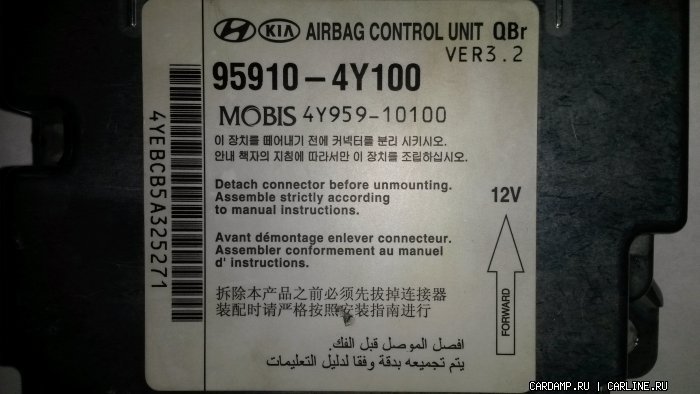 HYUNDAI KIA AIRBAG CONTROL UNIT QBr
VER3.2
95910-4Y100
MOBIS 4Y959-10100
이 장치를 떼어내기 전에 커넥터를 분리 시키시오.
안내 책자의 지침에 따라서만 이 장치를 조립하십시오.
Detach connector before unmounting.
Assemble strictly according
to manual instructions.
12V
Avant démontage enlever connecteur.
Assembler conformement au manuel
d' instructions.
FORWARD
拆除本产品之前必须先拔掉连接器
装配时请严格按照安装指南进行
افصل الموصل قبل الفك.
يتم تجميعه بدقة وفقا لدليل التعليمات
4YEBCB5A325271
CARDAMP.RU | CARLINE.RU